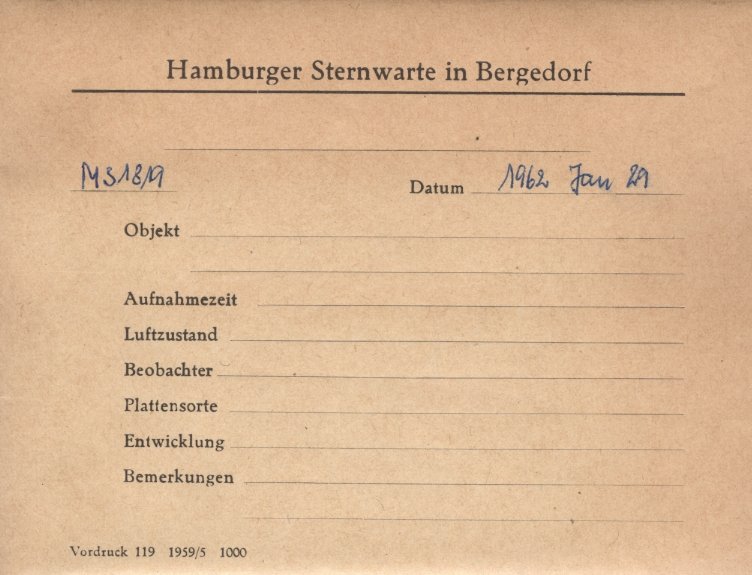 Hamburger Sternwarte in Bergedorf
MS1819 Datum 1962 Jan 29
Objekt
Aufnahmezeit
Luftzustand
Beobachter
Plattensorte
Entwicklung
Bemerkungen
Vordruck 119 1959/5 1000